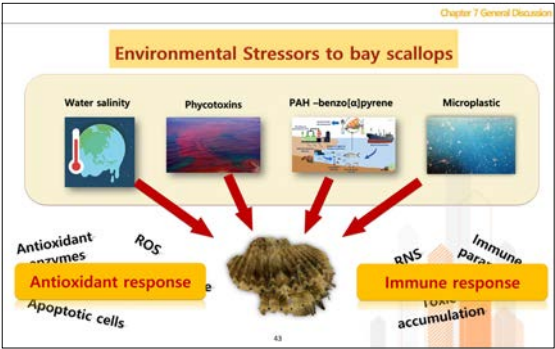 Chapter 7 General Discussion
Environmental Stressors to bay scallops
Water salinity
Phycotoxins
PAH –benzo[α]pyrene
Microplastic
Antioxidant
ROS
Antioxidant response
Apoptotic cells
RNS
Immune
Immune response
accumulation
43